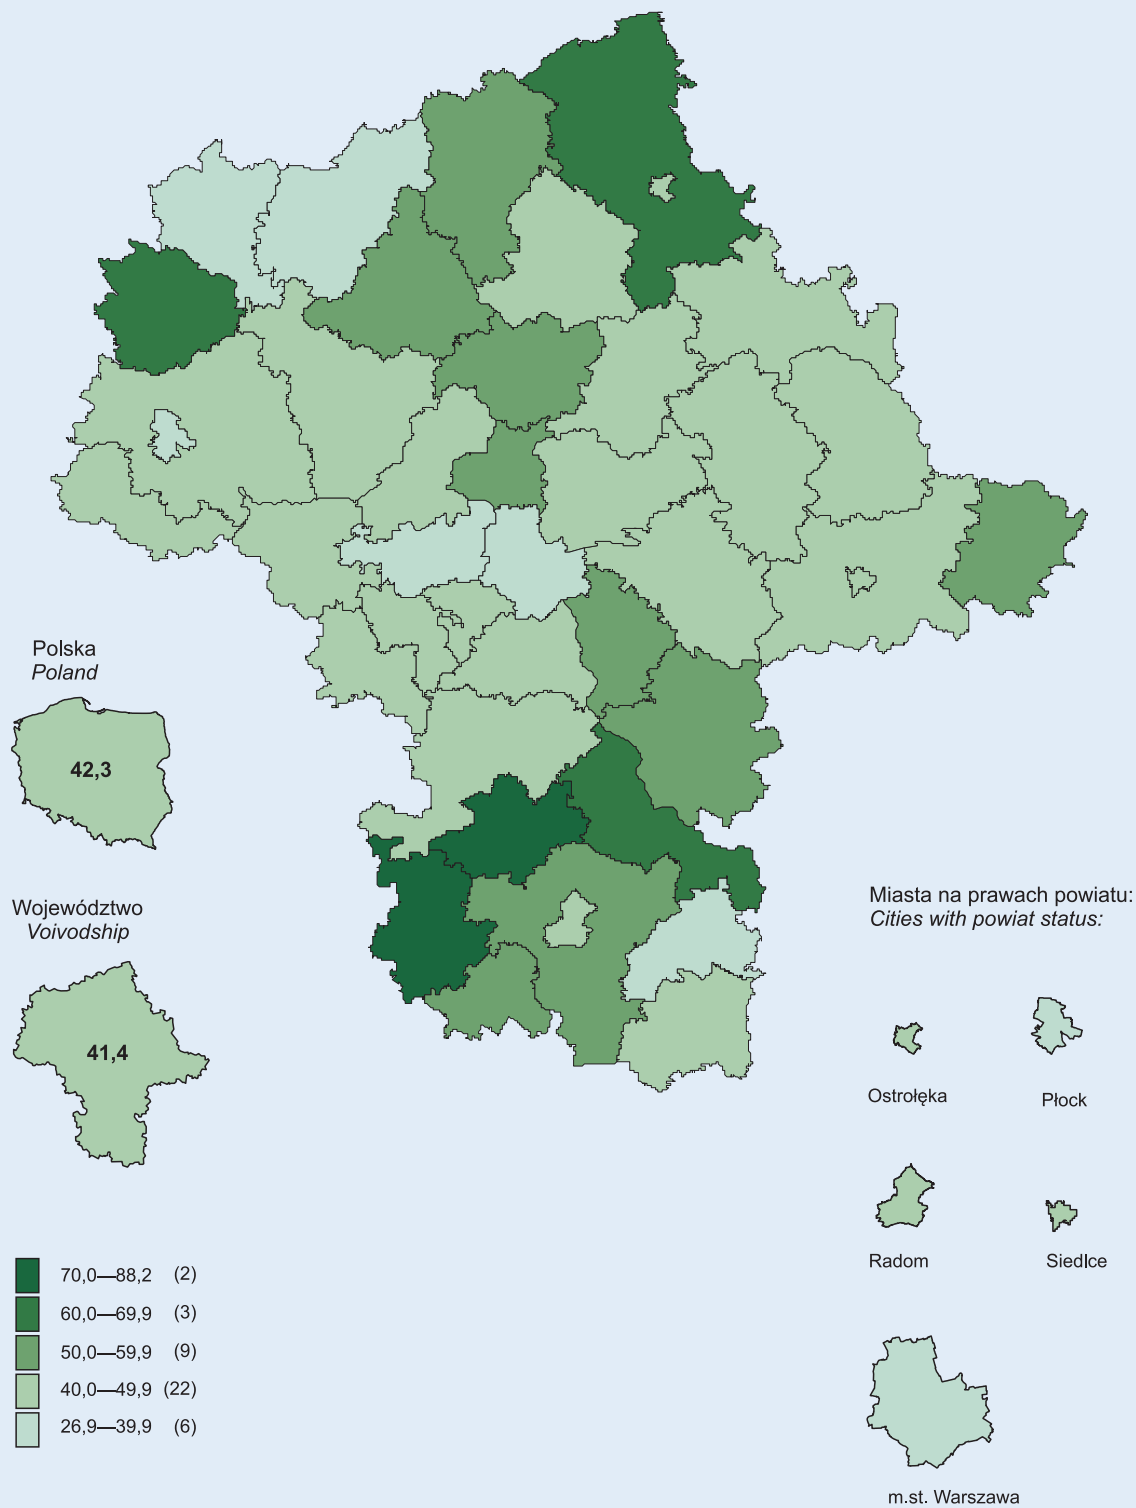 Polska
Poland
42,3
Województwo
Voivodship
41,4
70,0—88,2 (2)
60,0—69,9 (3)
50,0—59,9 (9)
40,0—49,9 (22)
26,9—39,9 (6)
Miasta na prawach powiatu:
Cities with powiat status:
Ostrołęka
Płock
Radom
Siedlce
m.st. Warszawa